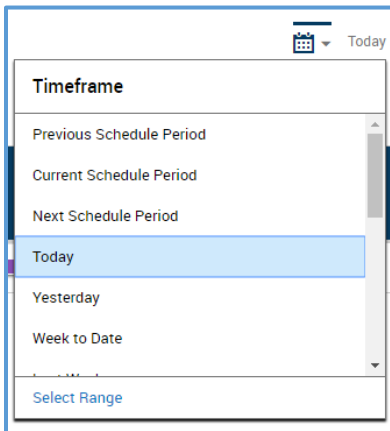 Today
Timeframe
Previous Schedule Period
Current Schedule Period
Next Schedule Period
Today
Yesterday
Week to Date
Select Range